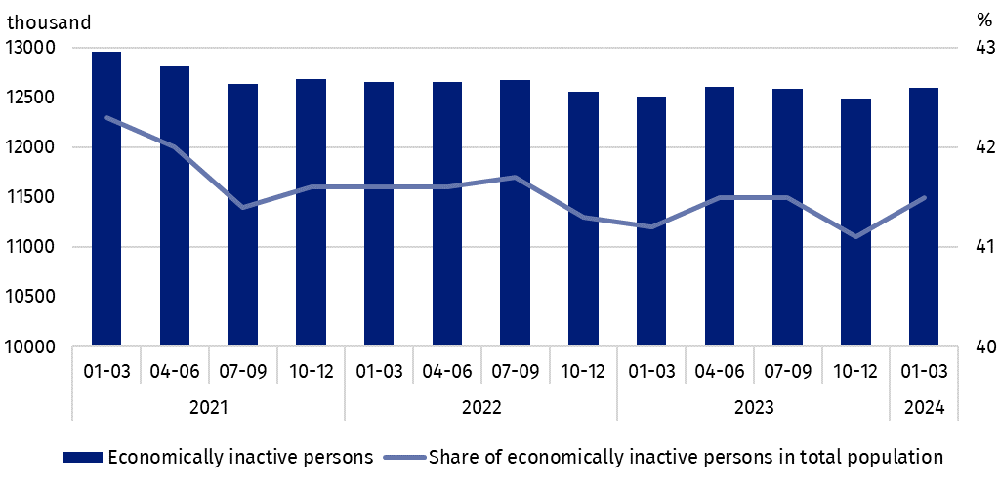 thousand %
13000 43
12500
12000 42
11500
11000 41
10500
10000 40
01-03 04-06 07-09 10-12 01-03 04-06 07-09 10-12 01-03 04-06 07-09 10-12 01-03
2021 2022 2023 2024
Economically inactive persons Share of economically inactive persons in total population